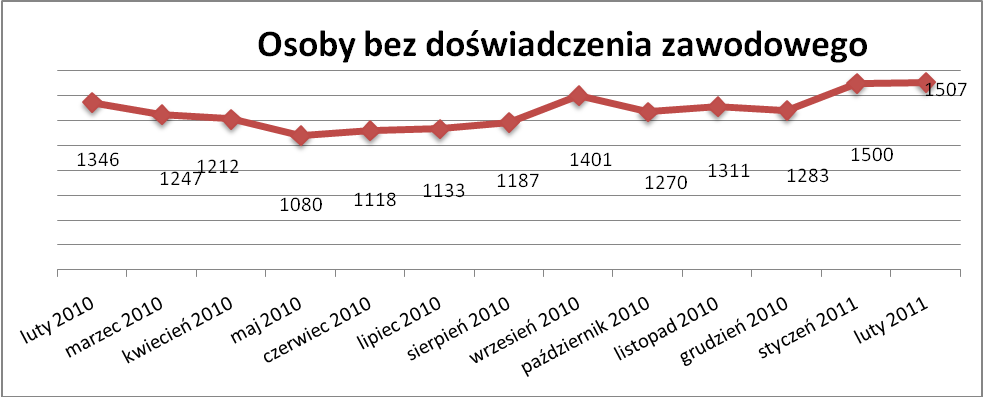 Osoby bez doświadczenia zawodowego
1346
1247
1212
1080
1118
1133
1187
1401
1270
1311
1283
1500
1507
luty 2010
marzec 2010
kwiecień 2010
maj 2010
czerwiec 2010
lipiec 2010
sierpień 2010
wrzesień 2010
październik 2010
listopad 2010
grudzień 2010
styczeń 2011
luty 2011